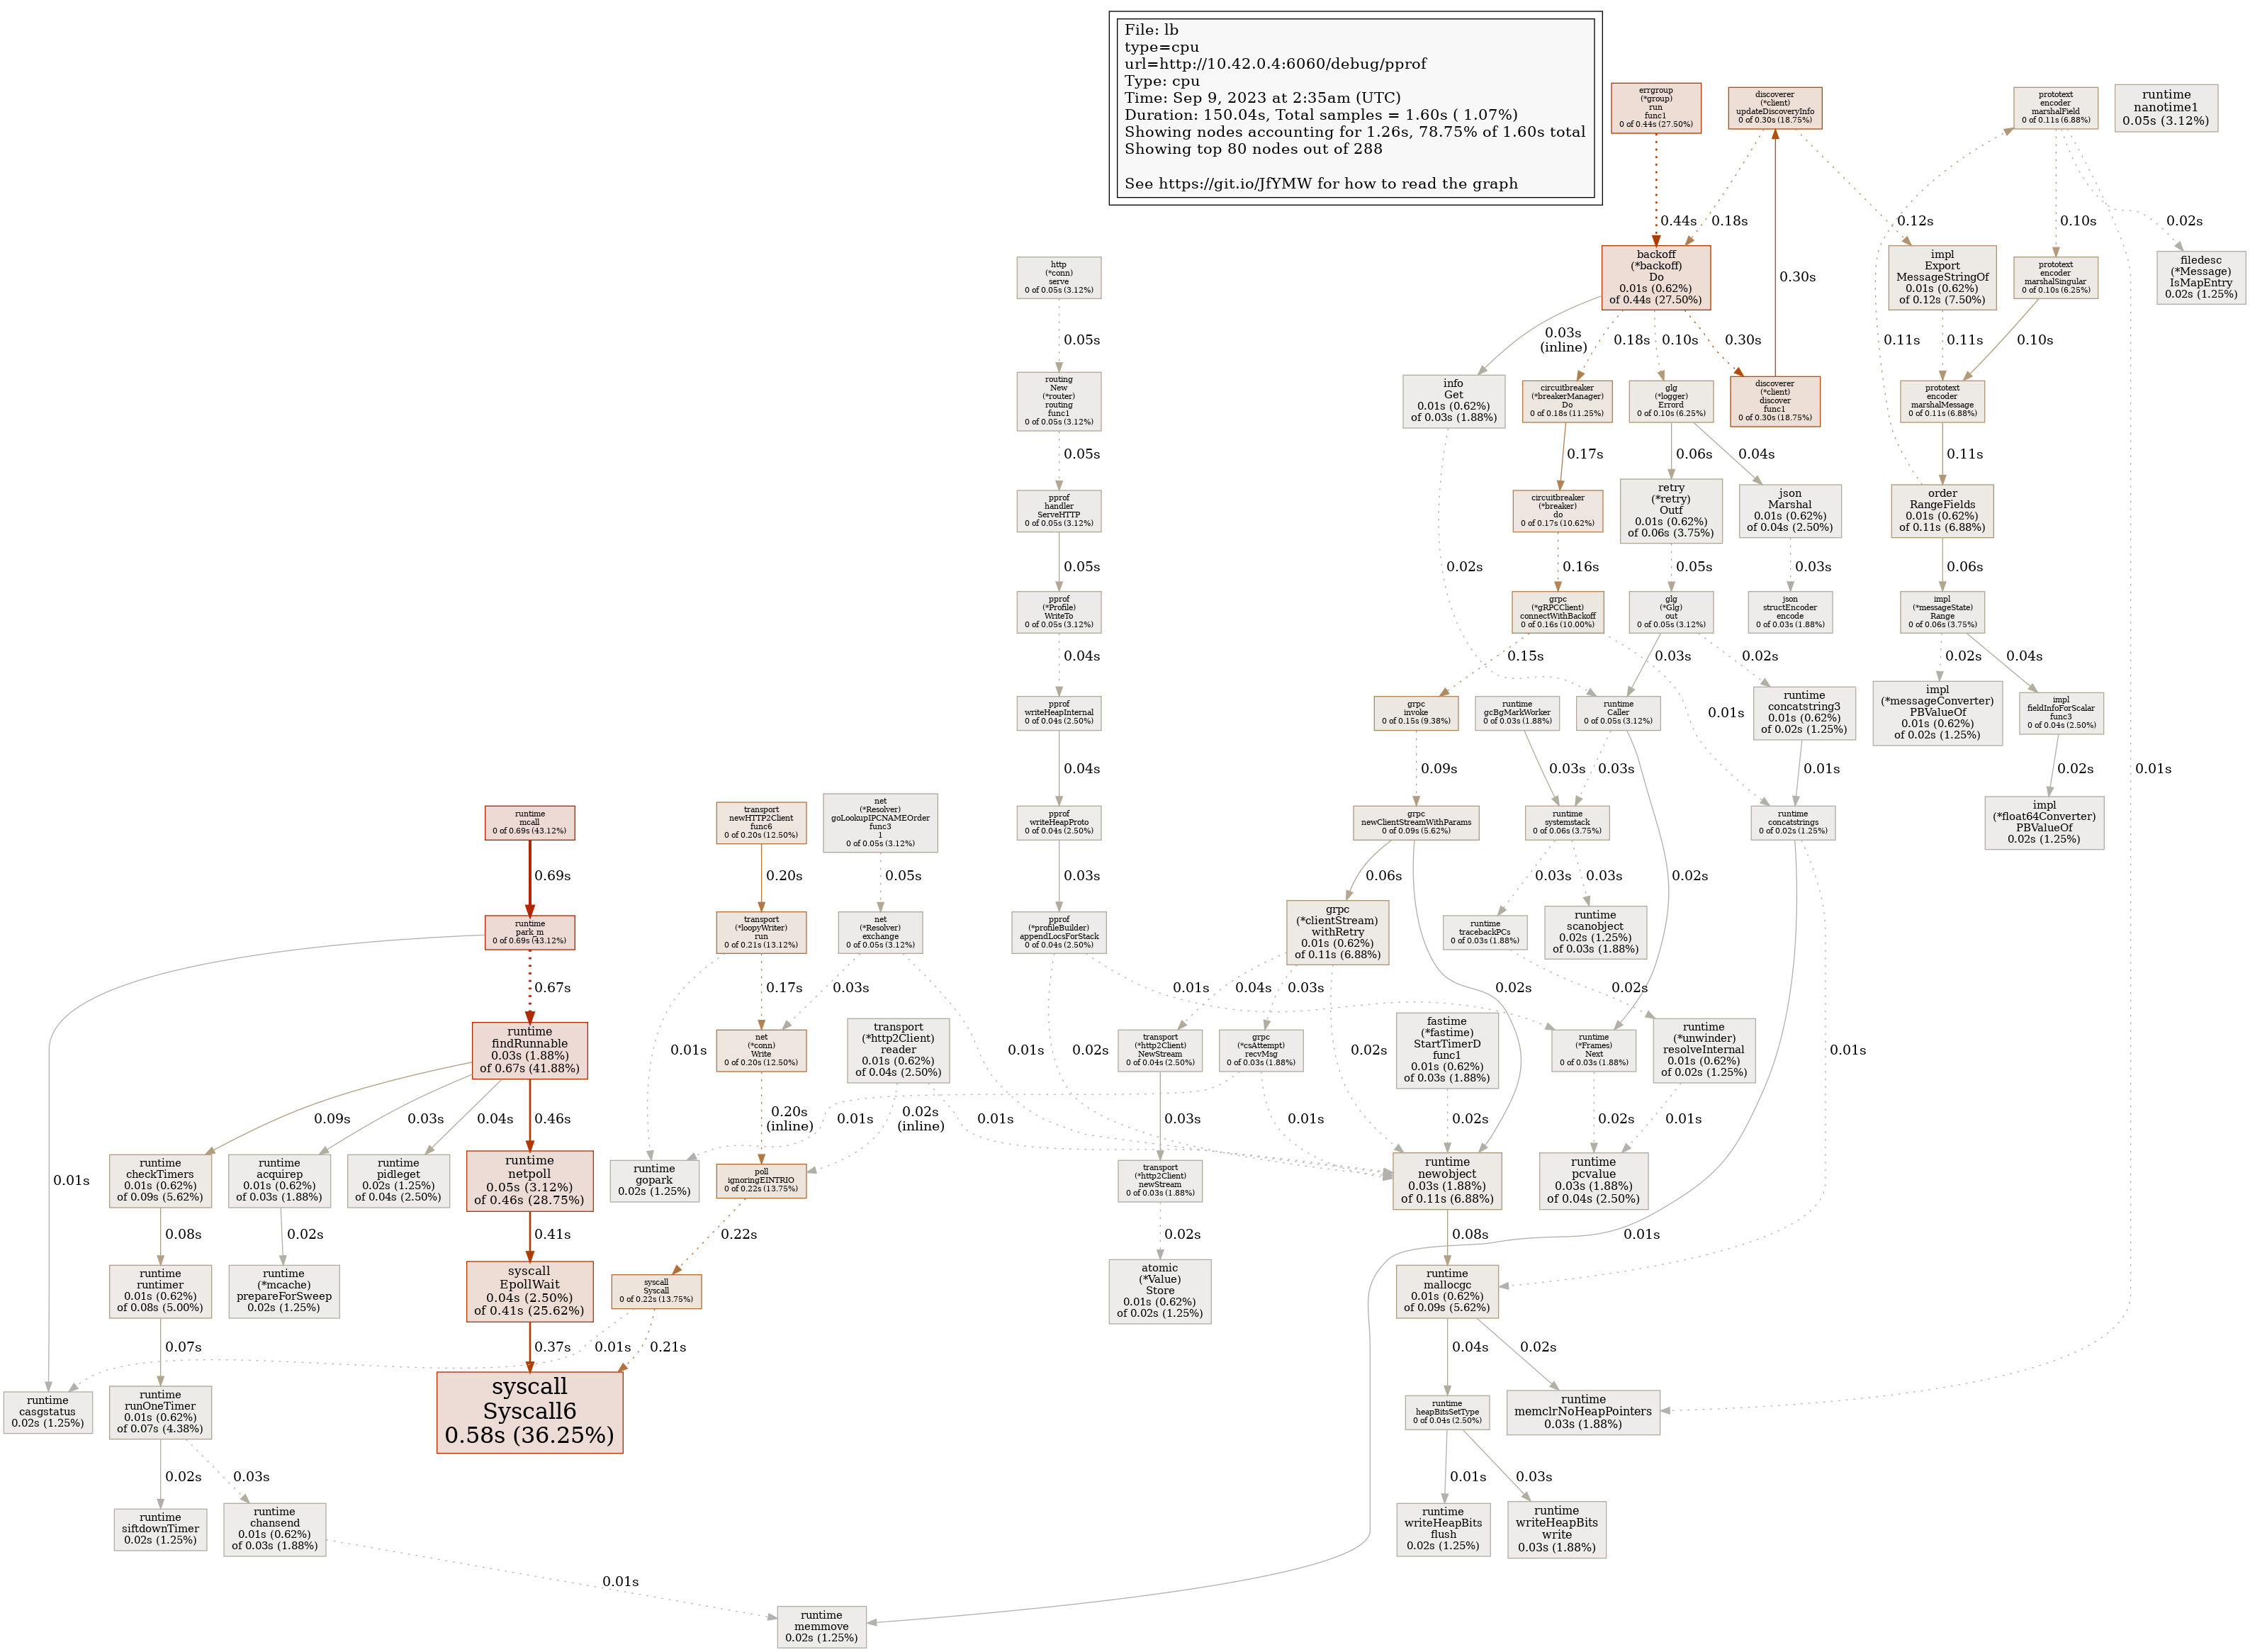 File: lb
type=cpu
url=http://10.42.0.4:6060/debug/pprof
Type: cpu
Time: Sep 9, 2023 at 2:35am (UTC)
Duration: 150.04s, Total samples = 1.60s ( 1.07%)
Showing nodes accounting for 1.26s, 78.75% of 1.60s total
Showing top 80 nodes out of 288
See https://git.io/JfYMW for how to read the graph
errgroup
(*group)
run
func1
0 of 0.44s (27.50%)
discoverer
(*client)
updateDiscoveryInfo
0 of 0.30s (18.75%)
prototext
encoder
marshalField
0 of 0.11s (6.88%)
runtime
nanotime1
0.05s (3.12%)
0.44s
0.18s
0.12s
0.10s
0.02s
http
(*conn)
serve
0 of 0.05s (3.12%)
backoff
(*backoff)
Do
0.01s (0.62%)
of 0.44s (27.50%)
0.30s
impl
Export
MessageStringOf
0.01s (0.62%)
of 0.12s (7.50%)
prototext
encoder
marshalSingular
0 of 0.10s (6.25%)
filedesc
(*Message)
IsMapEntry
0.02s (1.25%)
0.05s
0.03s
(inline)
0.18s
0.10s
0.30s
0.11s
0.11s
0.10s
routing
New
(*router)
routing
func1
0 of 0.05s (3.12%)
info
Get
0.01s (0.62%)
of 0.03s (1.88%)
circuitbreaker
(*breakerManager)
Do
0 of 0.18s (11.25%)
glg
(*logger)
Errord
0 of 0.10s (6.25%)
discoverer
(*client)
discover
func1
0 of 0.30s (18.75%)
prototext
encoder
marshalMessage
0 of 0.11s (6.88%)
0.05s
0.17s
0.06s
0.04s
0.11s
pprof
handler
ServeHTTP
0 of 0.05s (3.12%)
circuitbreaker
(*breaker)
do
0 of 0.17s (10.62%)
retry
(*retry)
Outf
0.01s (0.62%)
of 0.06s (3.75%)
json
Marshal
0.01s (0.62%)
of 0.04s (2.50%)
order
RangeFields
0.01s (0.62%)
of 0.11s (6.88%)
0.05s
0.02s
0.16s
0.05s
0.03s
0.06s
pprof
(*Profile)
WriteTo
0 of 0.05s (3.12%)
grpc
(*gRPCClient)
connectWithBackoff
0 of 0.16s (10.00%)
glg
(*Glg)
out
0 of 0.05s (3.12%)
json
structEncoder
encode
0 of 0.03s (1.88%)
impl
(*messageState)
Range
0 of 0.06s (3.75%)
0.04s
0.15s
0.03s
0.02s
0.02s
0.04s
pprof
writeHeapInternal
0 of 0.04s (2.50%)
grpc
invoke
0 of 0.15s (9.38%)
runtime
gcBgMarkWorker
0 of 0.03s (1.88%)
runtime
Caller
0 of 0.05s (3.12%)
0.01s
runtime
concatstring3
0.01s (0.62%)
of 0.02s (1.25%)
impl
(*messageConverter)
PBValueOf
0.01s (0.62%)
of 0.02s (1.25%)
impl
fieldInfoForScalar
func3
0 of 0.04s (2.50%)
0.04s
0.09s
0.03s
0.03s
0.01s
0.02s
0.01s
runtime
mcall
0 of 0.69s (43.12%)
transport
newHTTP2Client
func6
0 of 0.20s (12.50%)
net
(*Resolver)
goLookupIPCNAMEOrder
func3
1
0 of 0.05s (3.12%)
pprof
writeHeapProto
0 of 0.04s (2.50%)
grpc
newClientStreamWithParams
0 of 0.09s (5.62%)
runtime
systemstack
0 of 0.06s (3.75%)
runtime
concatstrings
0 of 0.02s (1.25%)
impl
(*float64Converter)
PBValueOf
0.02s (1.25%)
0.69s
0.20s
0.05s
0.03s
0.06s
0.03s
0.03s
0.02s
runtime
park_m
0 of 0.69s (43.12%)
transport
(*loopyWriter)
run
0 of 0.21s (13.12%)
net
(*Resolver)
exchange
0 of 0.05s (3.12%)
pprof
(*profileBuilder)
appendLocsForStack
0 of 0.04s (2.50%)
grpc
(*clientStream)
withRetry
0.01s (0.62%)
of 0.11s (6.88%)
runtime
tracebackPCs
0 of 0.03s (1.88%)
runtime
scanobject
0.02s (1.25%)
of 0.03s (1.88%)
0.67s
0.17s
0.03s
0.01s
0.04s
0.03s
0.02s
0.02s
runtime
findRunnable
0.03s (1.88%)
of 0.67s (41.88%)
0.01s
net
(*conn)
Write
0 of 0.20s (12.50%)
transport
(*http2Client)
reader
0.01s (0.62%)
of 0.04s (2.50%)
0.01s
0.02s
transport
(*http2Client)
NewStream
0 of 0.04s (2.50%)
grpc
(*csAttempt)
recvMsg
0 of 0.03s (1.88%)
0.02s
fastime
(*fastime)
StartTimerD
func1
0.01s (0.62%)
of 0.03s (1.88%)
runtime
(*Frames)
Next
0 of 0.03s (1.88%)
runtime
(*unwinder)
resolveInternal
0.01s (0.62%)
of 0.02s (1.25%)
0.01s
0.09s
0.03s
0.04s
0.46s
0.20s
(inline)
0.01s
0.02s
(inline)
0.01s
0.03s
0.01s
0.02s
0.02s
0.01s
0.01s
runtime
checkTimers
0.01s (0.62%)
of 0.09s (5.62%)
runtime
acquirep
0.01s (0.62%)
of 0.03s (1.88%)
runtime
pidleget
0.02s (1.25%)
of 0.04s (2.50%)
runtime
netpoll
0.05s (3.12%)
of 0.46s (28.75%)
runtime
gopark
0.02s (1.25%)
poll
ignoringEINTRIO
0 of 0.22s (13.75%)
transport
(*http2Client)
newStream
0 of 0.03s (1.88%)
runtime
newobject
0.03s (1.88%)
of 0.11s (6.88%)
runtime
pcvalue
0.03s (1.88%)
of 0.04s (2.50%)
0.08s
0.02s
0.41s
0.22s
0.02s
0.08s
0.01s
runtime
runtimer
0.01s (0.62%)
of 0.08s (5.00%)
runtime
(*mcache)
prepareForSweep
0.02s (1.25%)
syscall
EpollWait
0.04s (2.50%)
of 0.41s (25.62%)
syscall
Syscall
0 of 0.22s (13.75%)
atomic
(*Value)
Store
0.01s (0.62%)
of 0.02s (1.25%)
runtime
mallocgc
0.01s (0.62%)
of 0.09s (5.62%)
0.07s
0.37s
0.01s
0.21s
0.04s
0.02s
runtime
casgstatus
0.02s (1.25%)
runtime
runOneTimer
0.01s (0.62%)
of 0.07s (4.38%)
syscall
Syscall6
0.58s (36.25%)
runtime
heapBitsSetType
0 of 0.04s (2.50%)
runtime
memclrNoHeapPointers
0.03s (1.88%)
0.02s
0.03s
0.01s
0.03s
runtime
siftdownTimer
0.02s (1.25%)
runtime
chansend
0.01s (0.62%)
of 0.03s (1.88%)
runtime
writeHeapBits
flush
0.02s (1.25%)
runtime
writeHeapBits
write
0.03s (1.88%)
0.01s
runtime
memmove
0.02s (1.25%)